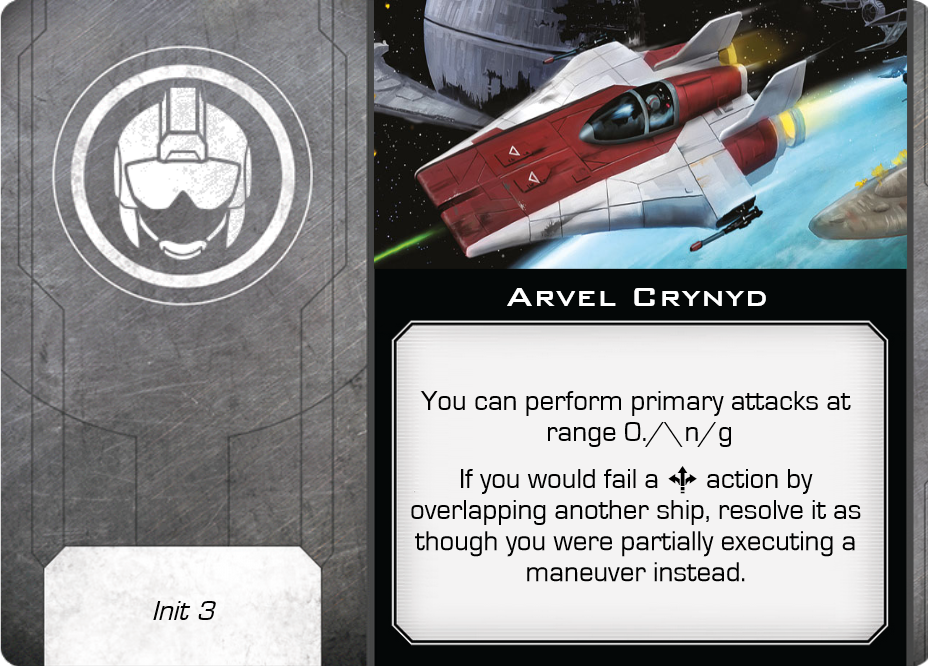 ARVEL CRYNYD
You can perform primary attacks at
range 0./\n/g
If you would fail a action by
overlapping another ship, resolve it as
though you were partially executing a
maneuver instead.
Init 3